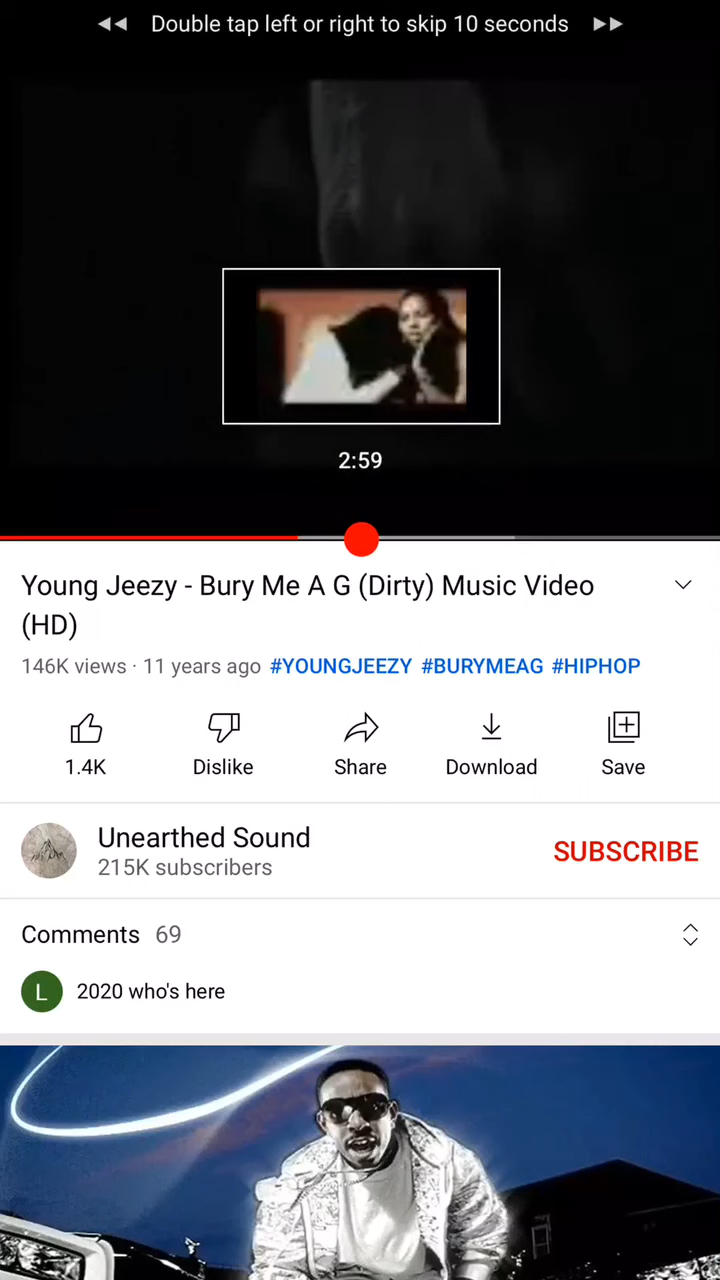 Double tap left or right to skip 10 seconds
2:59
Young Jeezy - Bury Me A G (Dirty) Music Video
(HD)
146K views · 11 years ago #YOUNGJEEZY #BURYMEAG #HIPHOP
1.4K Dislike Share Download Save
Unearthed Sound
215K subscribers
SUBSCRIBE
Comments 69
L 2020 who's here